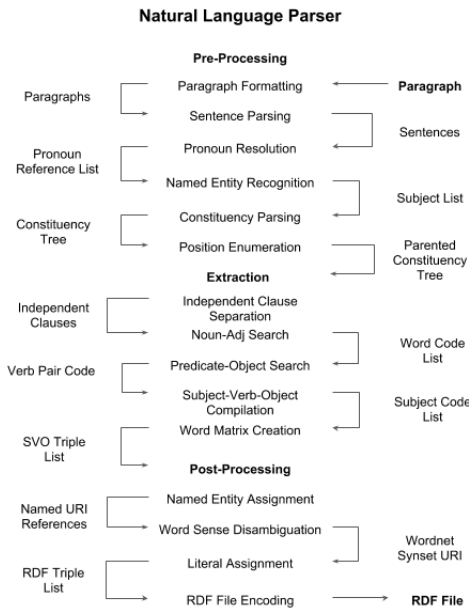 Natural Language Parser
Pre-Processing
Paragraph Formatting
Paragraph
Paragraphs
Sentence Parsing
Sentences
Pronoun Resolution
Pronoun
Reference List
Named Entity Recognition
Subject List
Constituency Parsing
Constituency
Tree
Position Enumeration
Parented
Constituency
Tree
Extraction
Independent Clause
Separation
Independent
Clauses
Noun-Adj Search
Word Code
List
Predicate-Object Search
Verb Pair Code
Subject-Verb-Object
Compilation
Subject Code
List
Word Matrix Creation
SVO Triple
List
Post-Processing
Named Entity Assignment
Named URI
References
Word Sense Disambiguation
Wordnet
Synset URI
Literal Assignment
RDF Triple
List
RDF File Encoding
RDF File